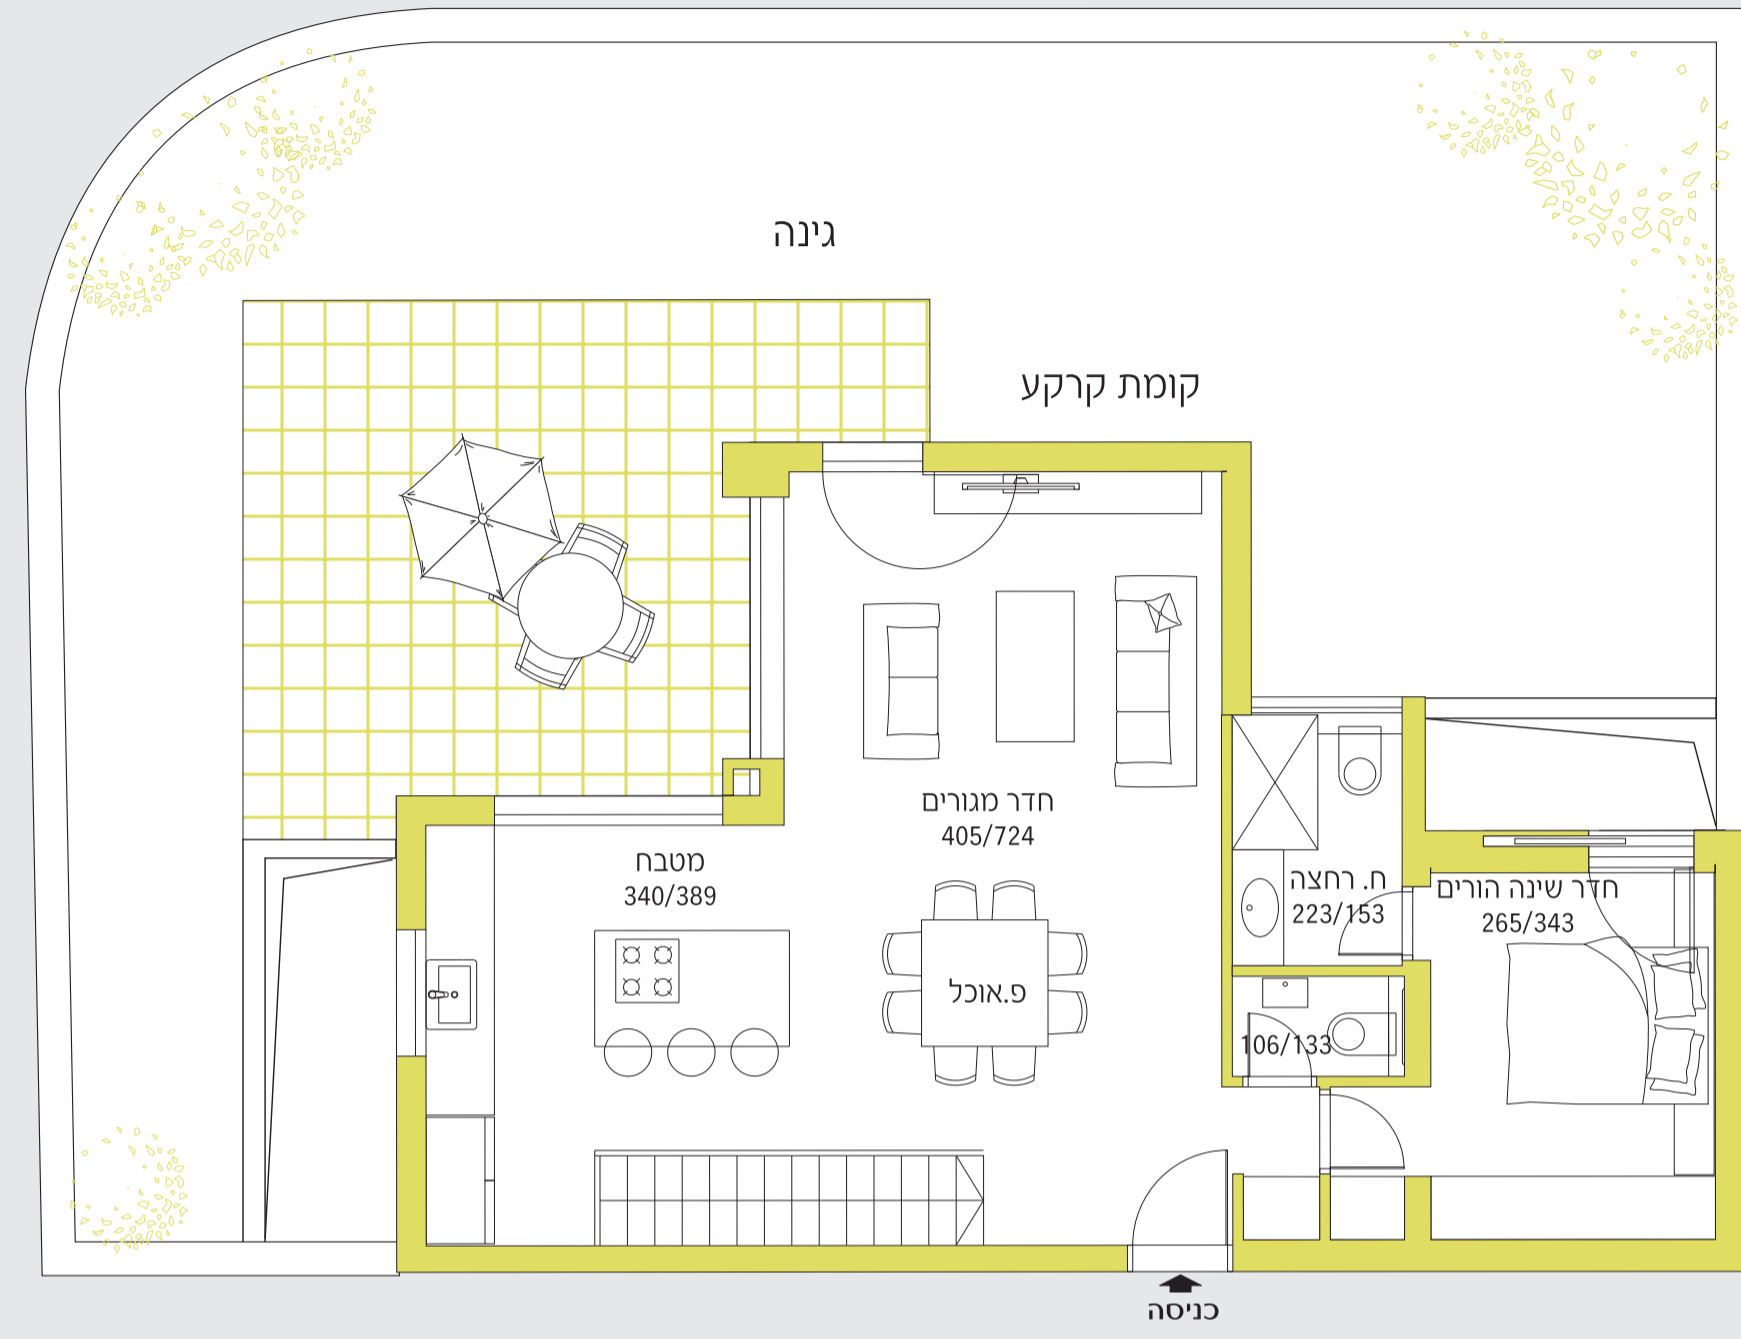 גינה
קומת קרקע
חדר מגורים
405/724
מטבח
340/389
ח. רחצה
223/153
חדר שינה הורים
265/343
פ.אוכל
106/133
כניסה